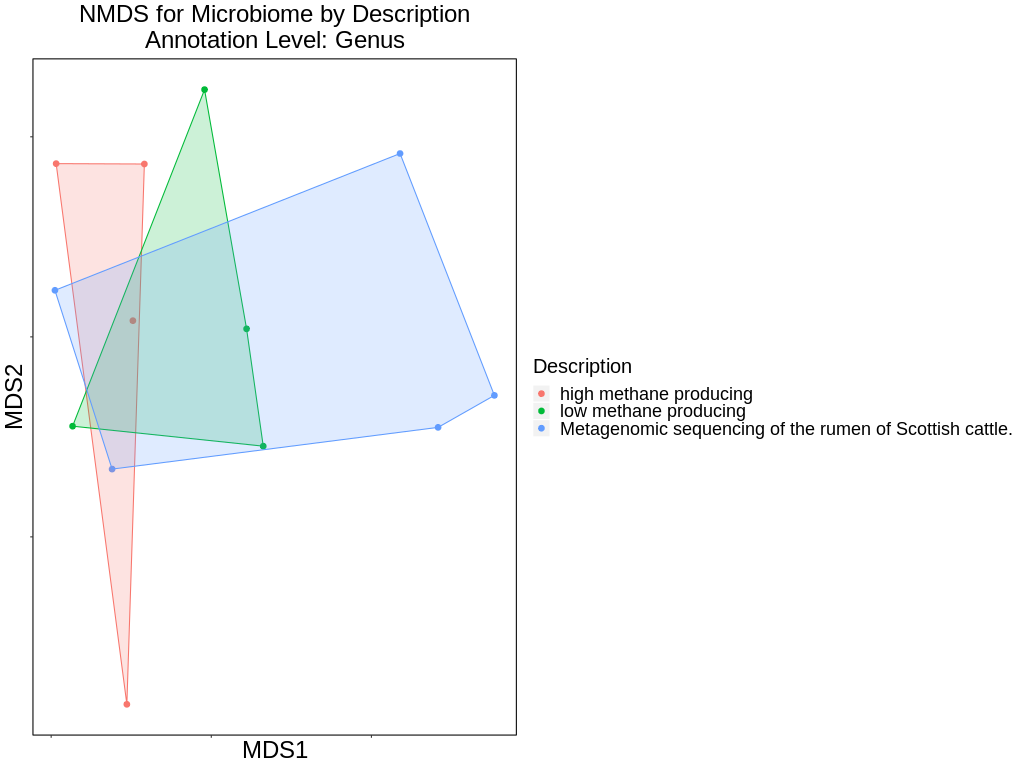 NMDS for Microbiome by Description
Annotation Level: Genus
MDS2
MDS1
Description
high methane producing
low methane producing
Metagenomic sequencing of the rumen of Scottish cattle.